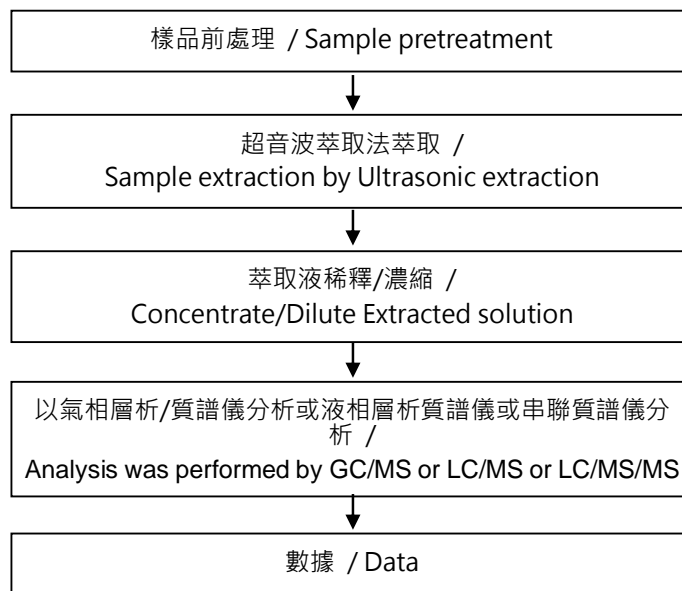 樣品前處理 / Sample pretreatment
超音波萃取法萃取 /
Sample extraction by Ultrasonic extraction
萃取液稀釋/濃縮 /
Concentrate/Dilute Extracted solution
以氣相層析/質譜儀分析或液相層析質譜儀或串聯質譜儀分
析 /
Analysis was performed by GC/MS or LC/MS or LC/MS/MS
數據 / Data